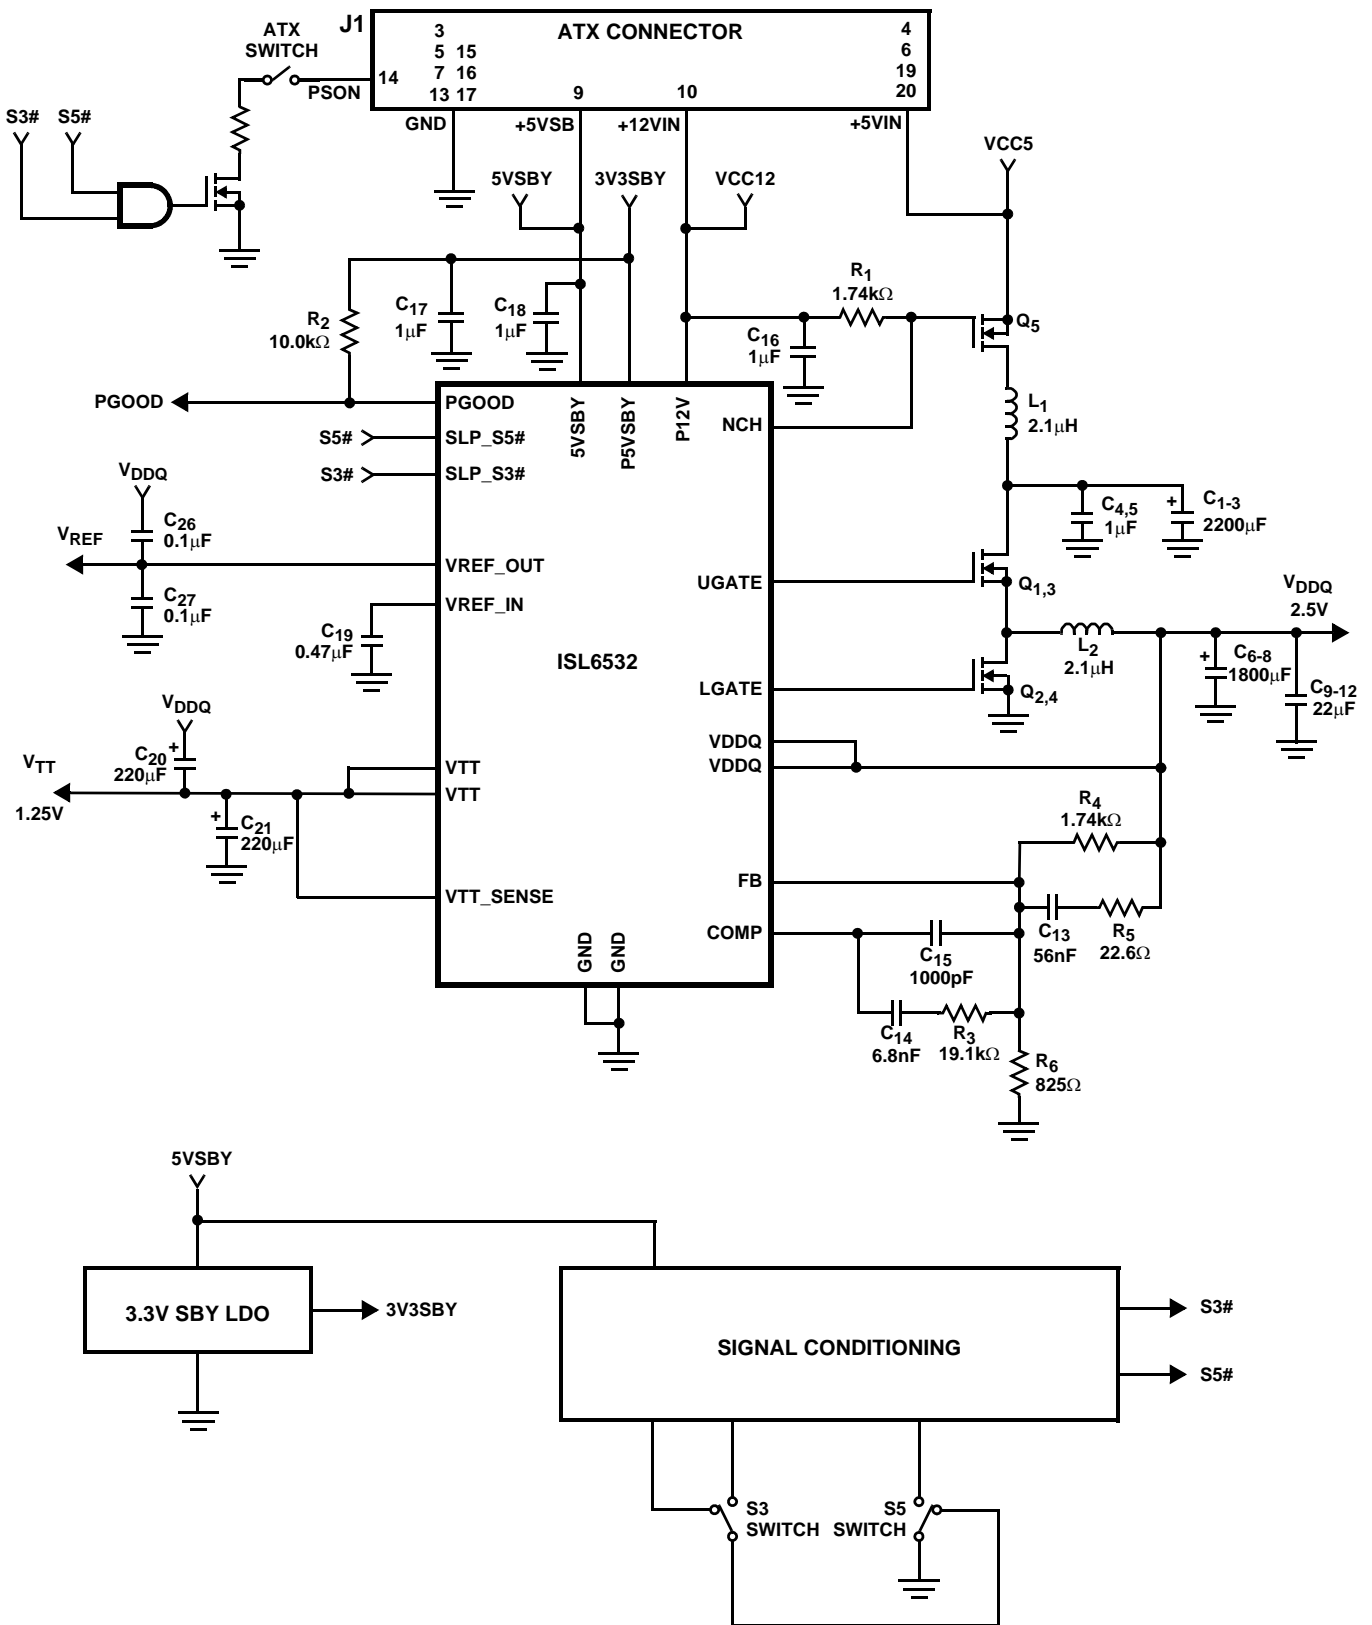 J1
ATX CONNECTOR
ATX
SWITCH
PSON
14
3
5 15
7 16
13 17
9
10
4
6
19
20
GND
+5VSB
+12VIN
+5VIN
S3#
S5#
VCC5
5VSBY
3V3SBY
VCC12
R1
1.74kΩ
Q5
C17
1µF
C18
1µF
R2
10.0kΩ
C16
1µF
L1
2.1µH
PGOOD
PGOOD
5VSBY
P5VSBY
P12V
NCH
S5#
SLP_S5#
S3#
SLP_S3#
VDDQ
C26
0.1µF
VREF
VREF_OUT
C27
0.1µF
VREF_IN
C19
0.47µF
ISL6532
+
C4,5
1µF
C1-3
2200µF
UGATE
Q1,3
VDDQ
2.5V
L2
2.1µH
+
C6-8
1800µF
C9-12
22µF
LGATE
Q2,4
VDDQ
VDDQ
VDDQ
+
C20
220µF
VTT
1.25V
VTT
VTT
+
C21
220µF
VTT_SENSE
R4
1.74kΩ
FB
C13
56nF
R5
22.6Ω
COMP
C15
1000pF
C14
6.8nF
R3
19.1kΩ
R6
825Ω
GND
GND
5VSBY
3.3V SBY LDO
3V3SBY
SIGNAL CONDITIONING
S3#
S5#
S3
SWITCH
S5
SWITCH